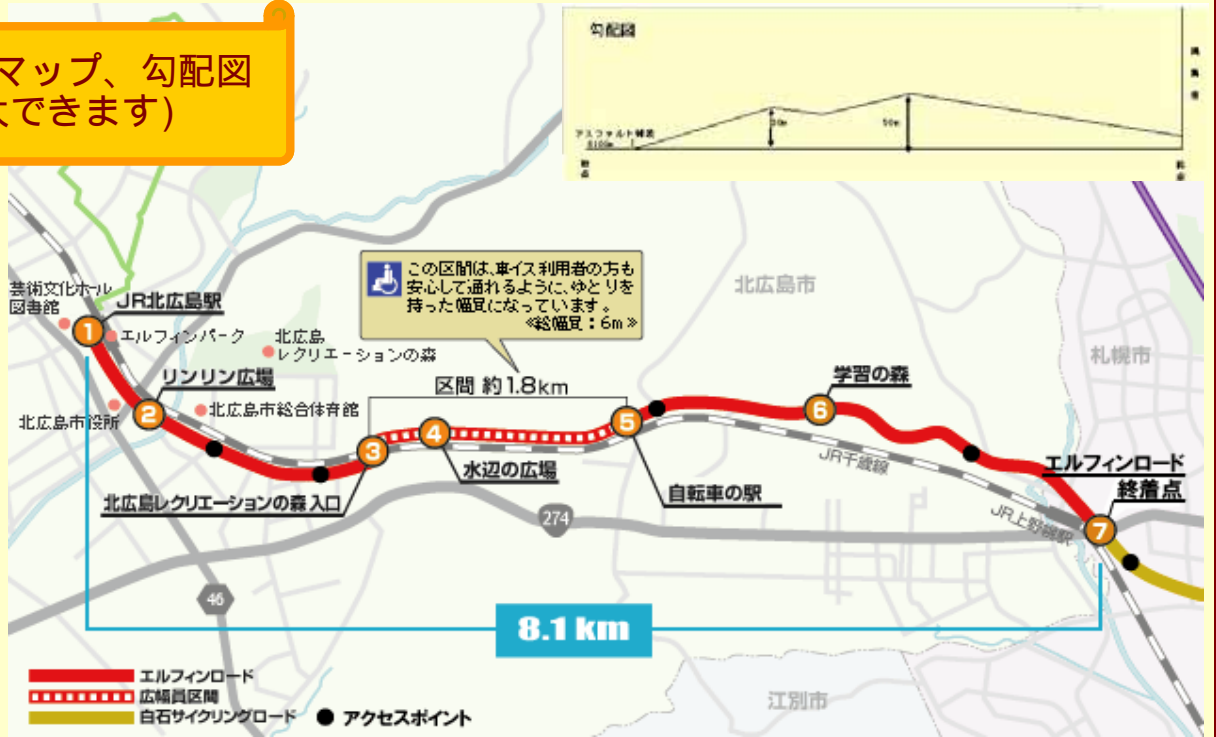 マップ、勾配図
大できます)
勾配図
アスファルト舗装
50m
この区間は、車イス利用者の方も
安心して通れるように、ゆとりを
持った幅員になっています。
≪総幅員：6m≫
北広島市
芸術文化ホール
図書館
JR北広島駅
1
エルフィンパーク
北広島
レクリエーションの森
札幌市
リンリン広場
区間 約1.8km
学習の森
北広島市役所
2
北広島市総合体育館
3
4
5
6
水辺の広場
JR千歳線
エルフィンロード
終着点
北広島レクリエーションの森 入口
自転車の駅
274
JR上野幌駅
7
46
8.1 km
エルフィンロード
広幅員区間
白石サイクリングロード
アクセスポイント
江別市